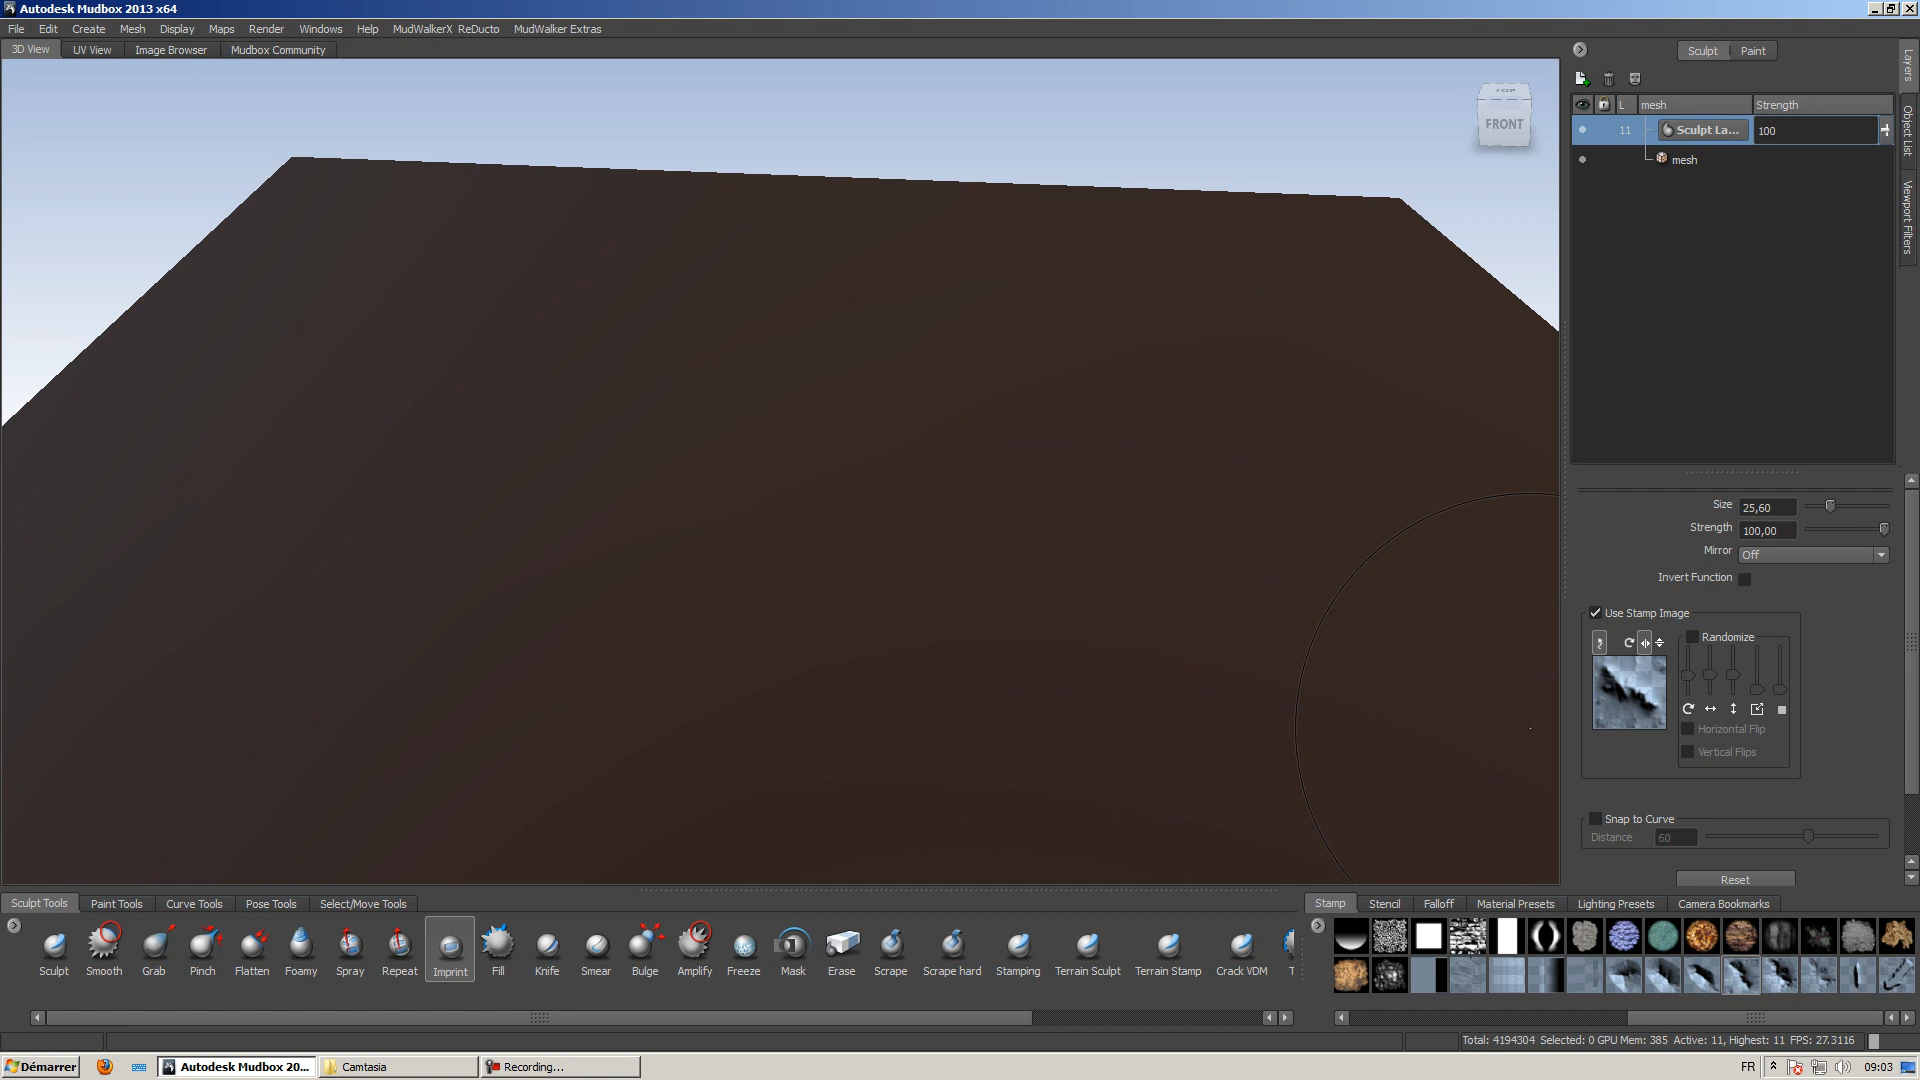 Autodesk Mudbox 2013 x64
File Edit Create Mesh Display Maps Render Windows Help MudWalkerX ReDucto MudWalker Extras
3D View UV View Image Browser Mudbox Community
Sculpt Paint
Layers
Object List
Viewport Filters
L mesh Strength
11 Sculpt La... 100
mesh
TOP
FRONT
Size 25,60
Strength 100,00
Mirror Off
Invert Function
Use Stamp Image
Randomize
Horizontal Flip
Vertical Flips
Snap to Curve
Distance 60
Reset
Sculpt Tools Paint Tools Curve Tools Pose Tools Select/Move Tools
Stamp Stencil Falloff Material Presets Lighting Presets Camera Bookmarks
Sculpt Smooth Grab Pinch Flatten Foamy Spray Repeat Imprint Fill Knife Smear Bulge Amplify Freeze Mask Erase Scrape Scrape hard Stamping Terrain Sculpt Terrain Stamp Crack VDM
Total: 4194304 Selected: 0 GPU Mem: 385 Active: 11, Highest: 11 FPS: 27.3116
Démarrer Autodesk Mudbox 20... Camtasia Recording... FR 09:03